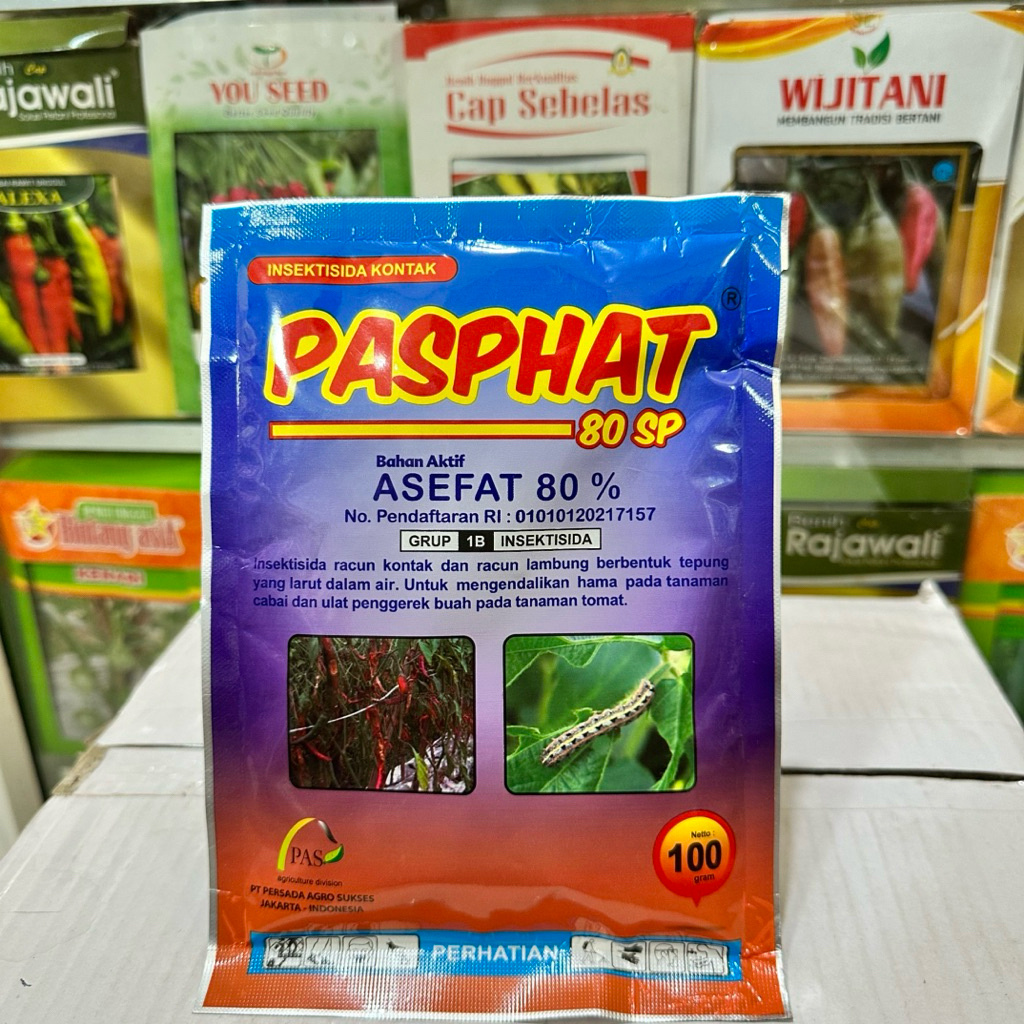 Rajawali
ALEXA
YOU SEED
Cap Sebelas
WIJITANI
MEMBANGUN TRADISI BERTANI
INSEKTISIDA KONTAK
PASPHAT ®
80 SP
Bahan Aktif
ASEFAT 80 %
No. Pendaftaran RI : 01010120217157
GRUP 1B INSEKTISIDA
Insektisida racun kontak dan racun lambung berbentuk tepung
yang larut dalam air. Untuk mengendalikan hama pada tanaman
cabai dan ulat penggerek buah pada tanaman tomat.
PAS
agriculture division
PT PERSADA AGRO SUKSES
JAKARTA - INDONESIA
Netto :
100
gram
PERHATIAN
Bintang Asia
Rajawali